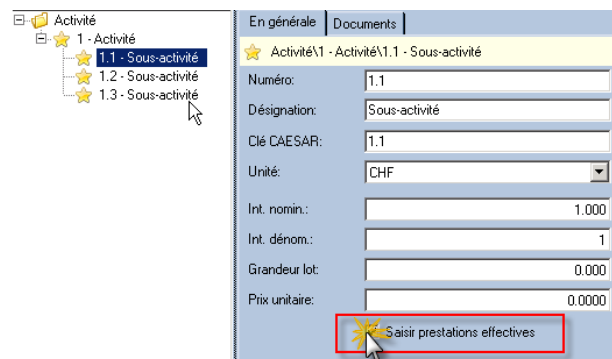 Activité
1 - Activité
1.1 - Sous-activité
1.2 - Sous-activité
1.3 - Sous-activité
En générale Documents
Activité\1 - Activité\1.1 - Sous-activité
Numéro: 1.1
Désignation: Sous-activité
Clé CAESAR: 1.1
Unité: CHF
Int. nomin.: 1.000
Int. dénom.: 1
Grandeur lot: 0.000
Prix unitaire: 0.0000
Saisir prestations effectives